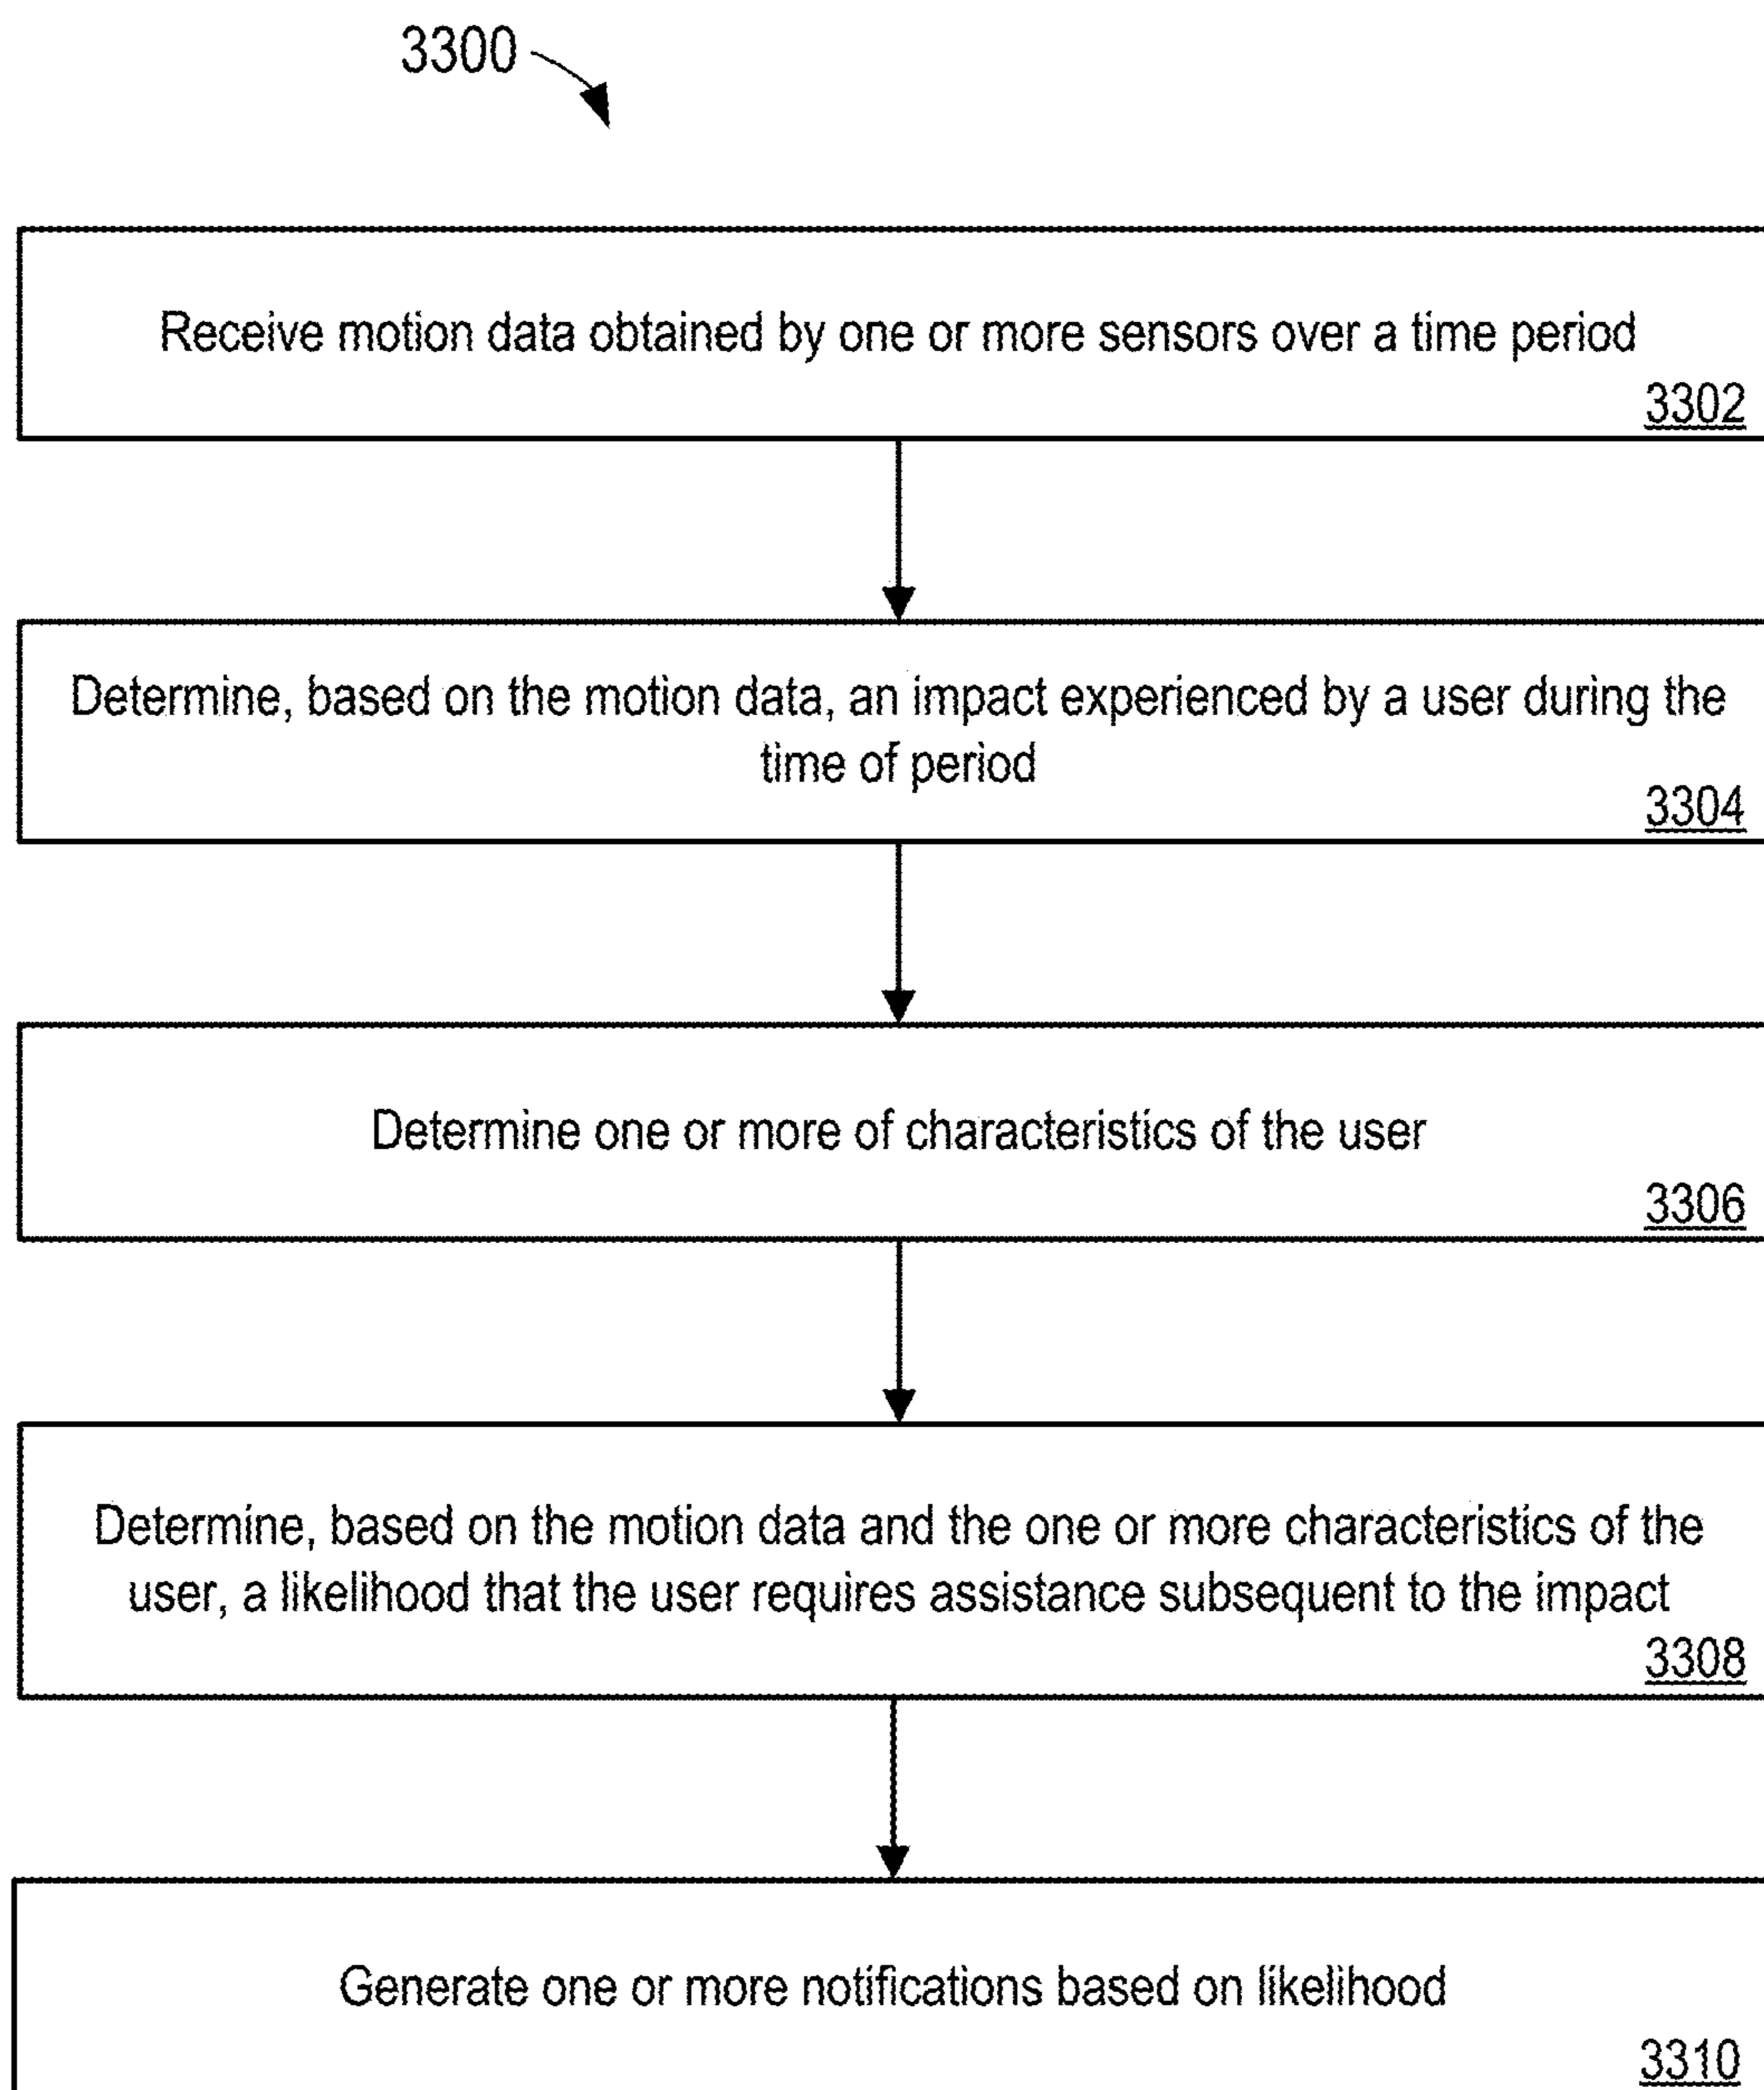 3300
Receive motion data obtained by one or more sensors over a time period
3302
Determine, based on the motion data, an impact experienced by a user during the
time of period
3304
Determine one or more of characteristics of the user
3306
Determine, based on the motion data and the one or more characteristics of the
user, a likelihood that the user requires assistance subsequent to the impact
3308
Generate one or more notifications based on likelihood
3310